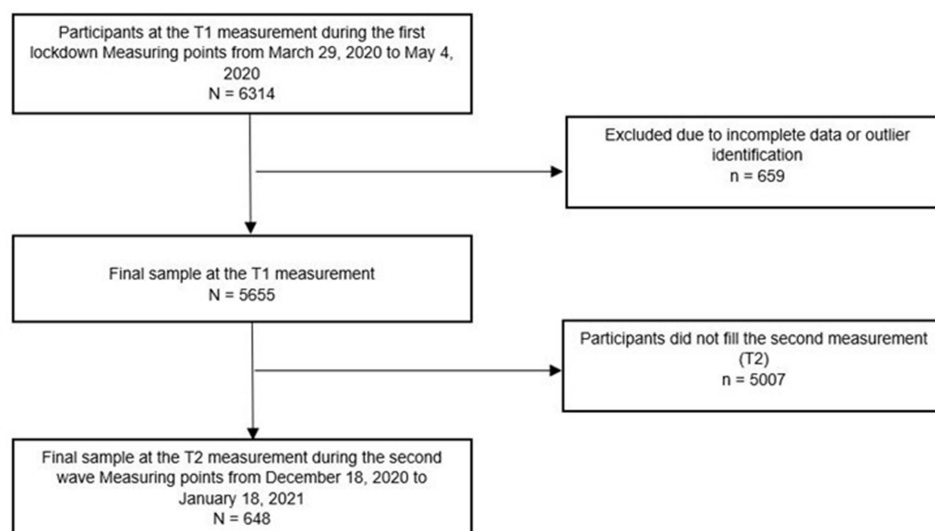 Participants at the T1 measurement during the first
lockdown Measuring points from March 29, 2020 to May 4,
2020
N = 6314
Excluded due to incomplete data or outlier
identification
n = 659
Final sample at the T1 measurement
N = 5655
Participants did not fill the second measurement
(T2)
n = 5007
Final sample at the T2 measurement during the second
wave Measuring points from December 18, 2020 to
January 18, 2021
N = 648